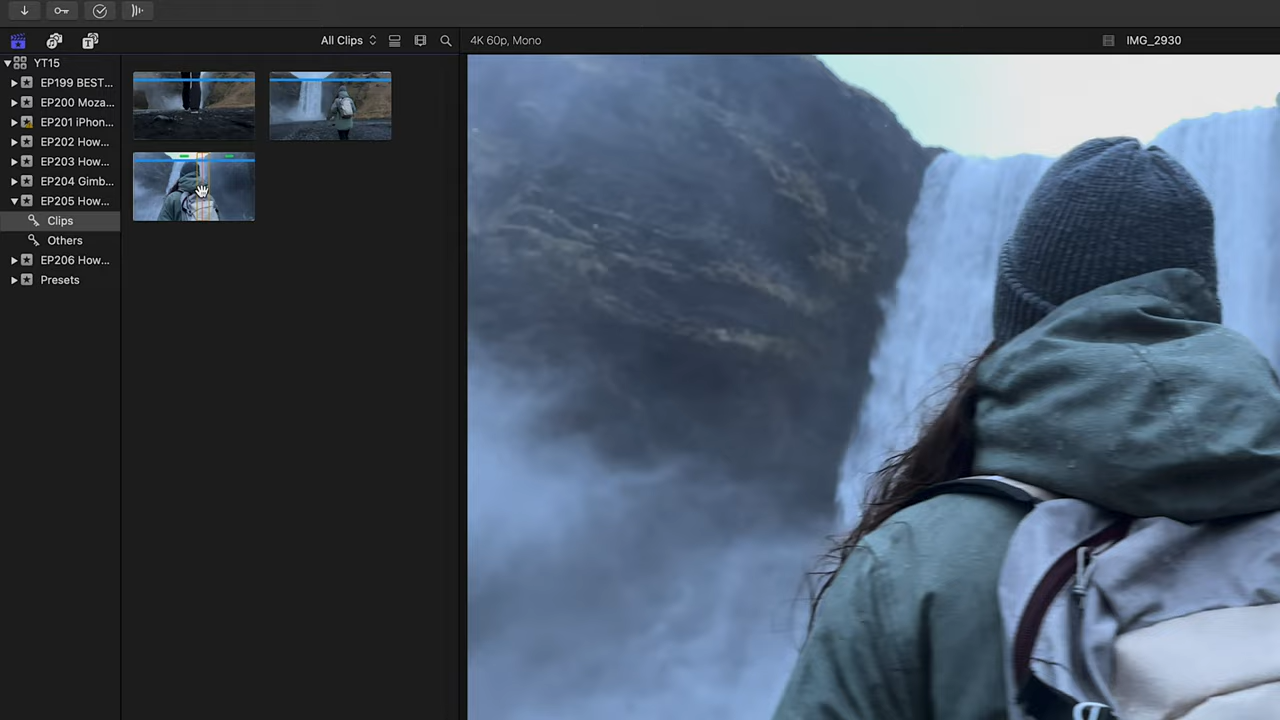 All Clips
4K 60p, Mono
IMG_2930
YT15
EP199 BEST...
EP200 Moza...
EP201 iPhon...
EP202 How...
EP203 How...
EP204 Gimb...
EP205 How...
Clips
Others
EP206 How...
Presets